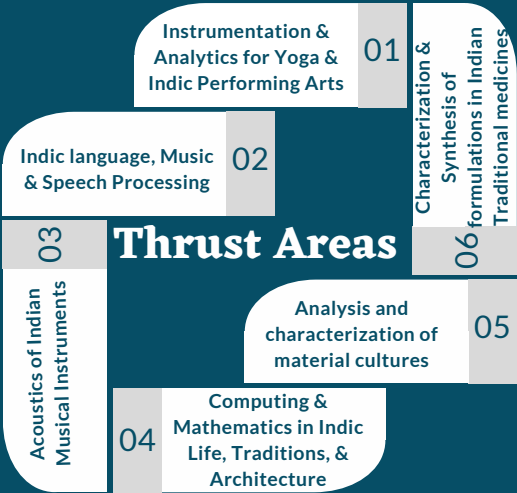 Instrumentation &
Analytics for Yoga &
Indic Performing Arts
01
Indic language, Music
& Speech Processing
02
03
Acoustics of Indian
Musical Instruments
Thrust Areas
04
Computing &
Mathematics in Indic
Life, Traditions, &
Architecture
Analysis and
characterization of
material cultures
05
06
Characterization &
Synthesis of
formulations in Indian
Traditional medicines